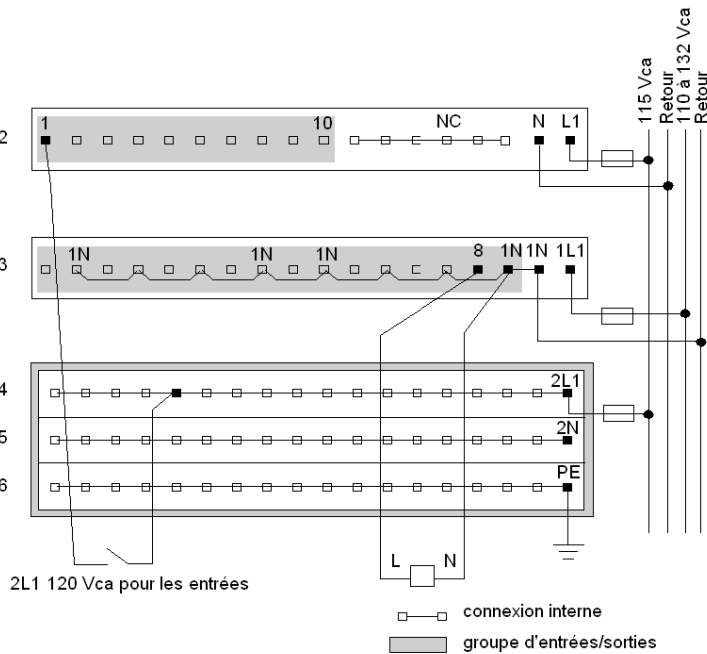 115 Vca
Retour
110 à 132 Vca
Retour
2
1
10
NC
N
L1
3
1N
1N
1N
8
1N
1N
1L1
4
2L1
5
2N
6
PE
L
N
2L1 120 Vca pour les entrées
connexion interne
groupe d'entrées/sorties